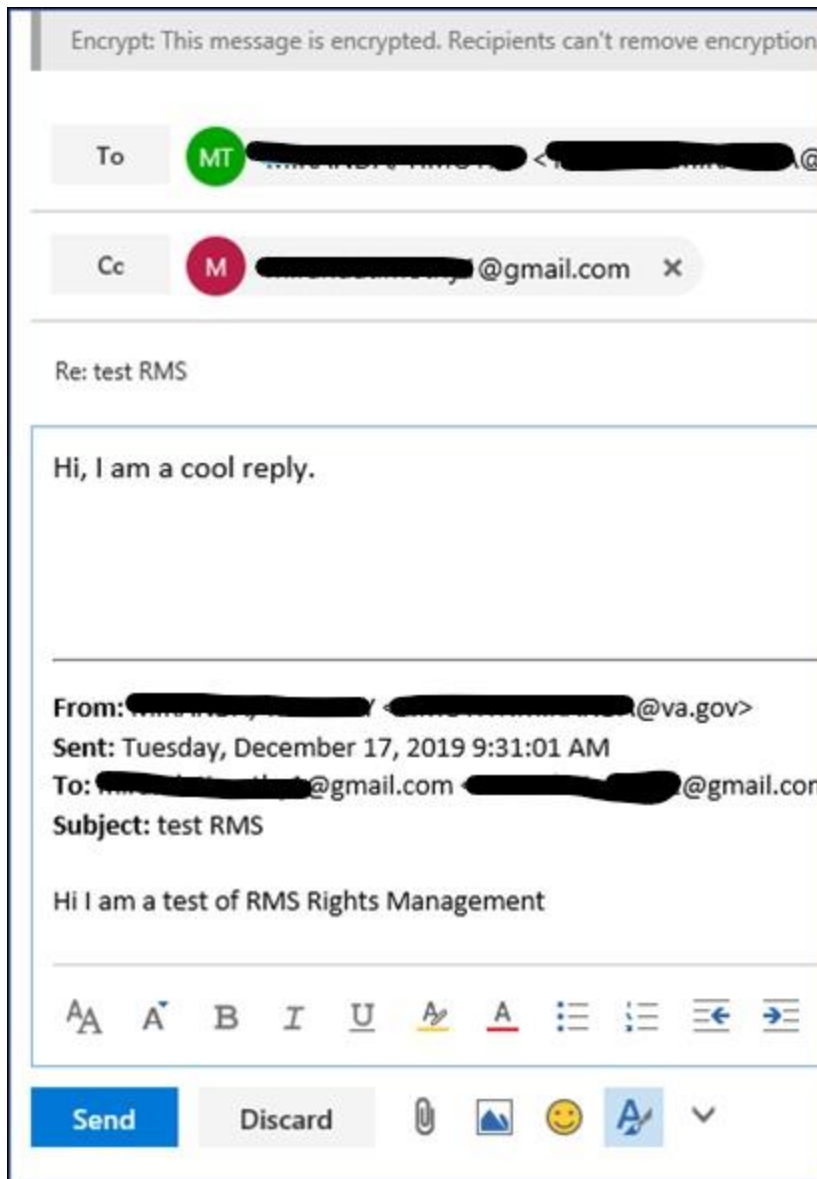 Encrypt: This message is encrypted. Recipients can't remove encryption
To MT < @
Cc M @gmail.com ×
Re: test RMS
Hi, I am a cool reply.
From: < @va.gov>
Sent: Tuesday, December 17, 2019 9:31:01 AM
To: @gmail.com < @gmail.com
Subject: test RMS
Hi I am a test of RMS Rights Management
AA A B I U A A
Send Discard